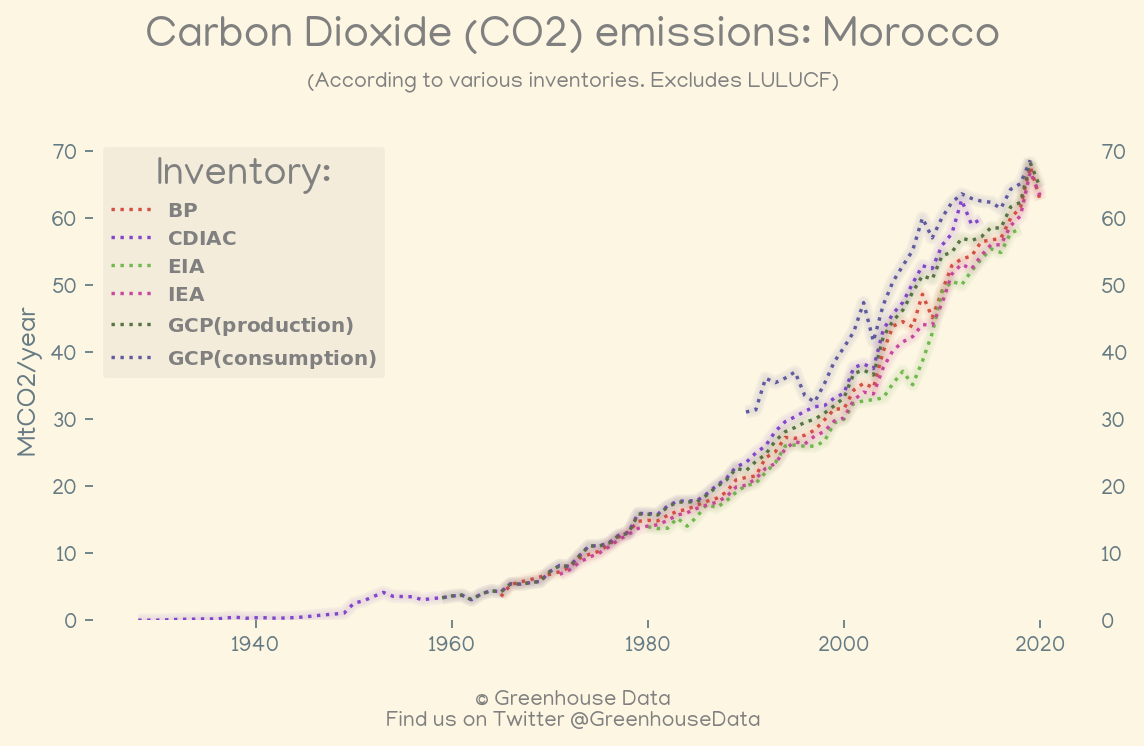 Carbon Dioxide (CO2) emissions: Morocco
(According to various inventories. Excludes LULUCF)
Inventory:
BP
CDIAC
EIA
IEA
GCP(production)
GCP(consumption)
MtCO2/year
70
60
50
40
30
20
10
0
70
60
50
40
30
20
10
0
1940 1960 1980 2000 2020
© Greenhouse Data
Find us on Twitter @GreenhouseData